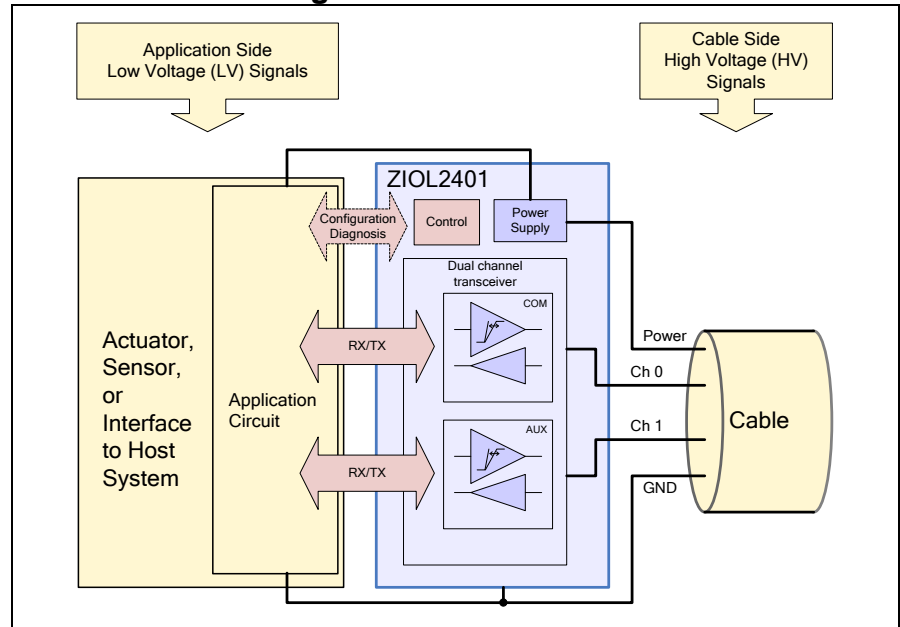 Application Side
Low Voltage (LV) Signals
Cable Side
High Voltage (HV)
Signals
ZIOL2401
Configuration
Diagnosis
Control
Power
Supply
Dual channel
transceiver
COM
RX/TX
Actuator,
Sensor,
or
Interface
to Host
System
Application
Circuit
AUX
RX/TX
Power
Ch 0
Ch 1
GND
Cable